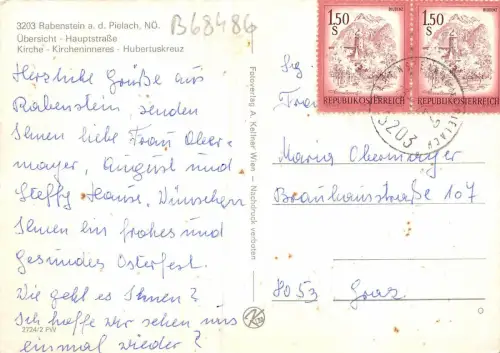 3203 Rabenstein a. d. Pielach, NÖ.
Übersicht - Hauptstraße
Kirche - Kircheninneres - Hubertuskreuz
B68486
Herzliche Grüße aus
Rabenstein, senden
Ihnen liebe Frau Ober-
mayer, August und
Steffy Hause, Wünschen
Ihnen ein frohes und
gesundes Osterfest.
Wie geht es Ihnen?
Ich hoffe wir sehen uns
einmal wieder?
2724/2 PiW
Fotoverlag A. Kellner Wien - Nachdruck verboten
1.50
S
REPUBLIK ÖSTERREICH
1.50
S
REPUBLIK ÖSTERREICH
3203
Frau
Maria Obermayer
Brauhausstraße 107
8053 Graz